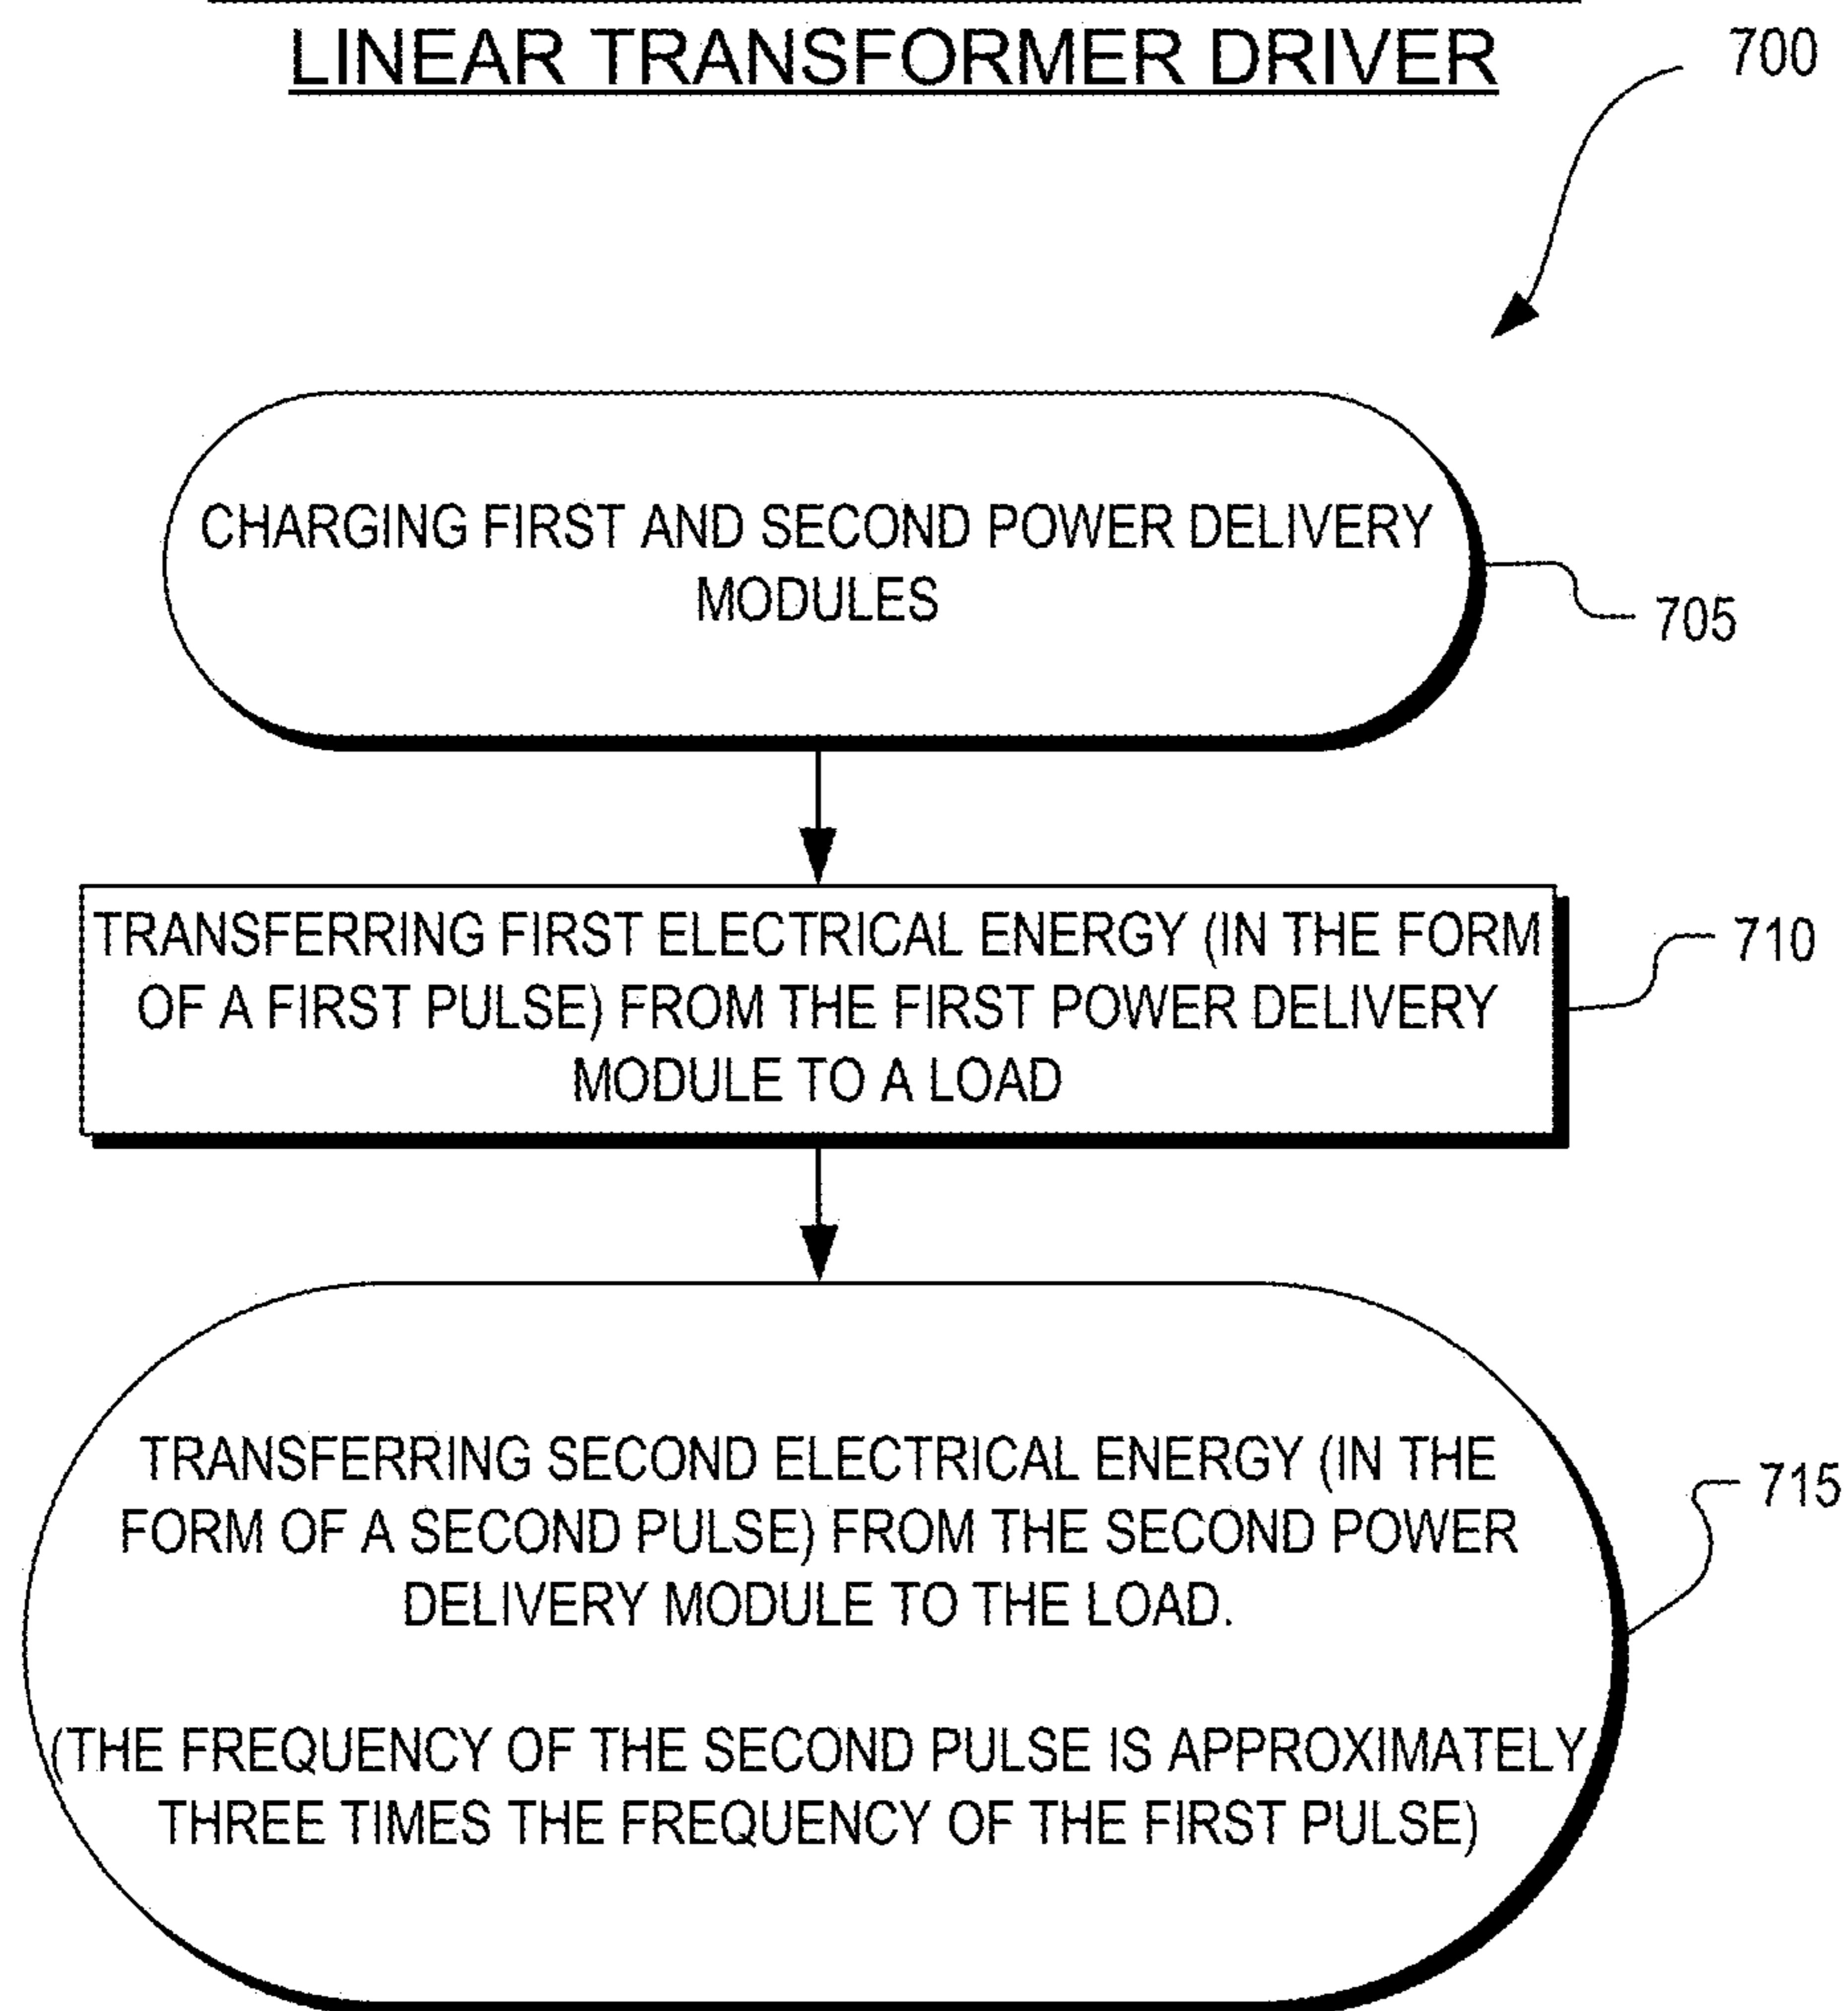 LINEAR TRANSFORMER DRIVER
700
CHARGING FIRST AND SECOND POWER DELIVERY
MODULES
705
TRANSFERRING FIRST ELECTRICAL ENERGY (IN THE FORM
OF A FIRST PULSE) FROM THE FIRST POWER DELIVERY
MODULE TO A LOAD
710
TRANSFERRING SECOND ELECTRICAL ENERGY (IN THE
FORM OF A SECOND PULSE) FROM THE SECOND POWER
DELIVERY MODULE TO THE LOAD.
715
(THE FREQUENCY OF THE SECOND PULSE IS APPROXIMATELY
THREE TIMES THE FREQUENCY OF THE FIRST PULSE)